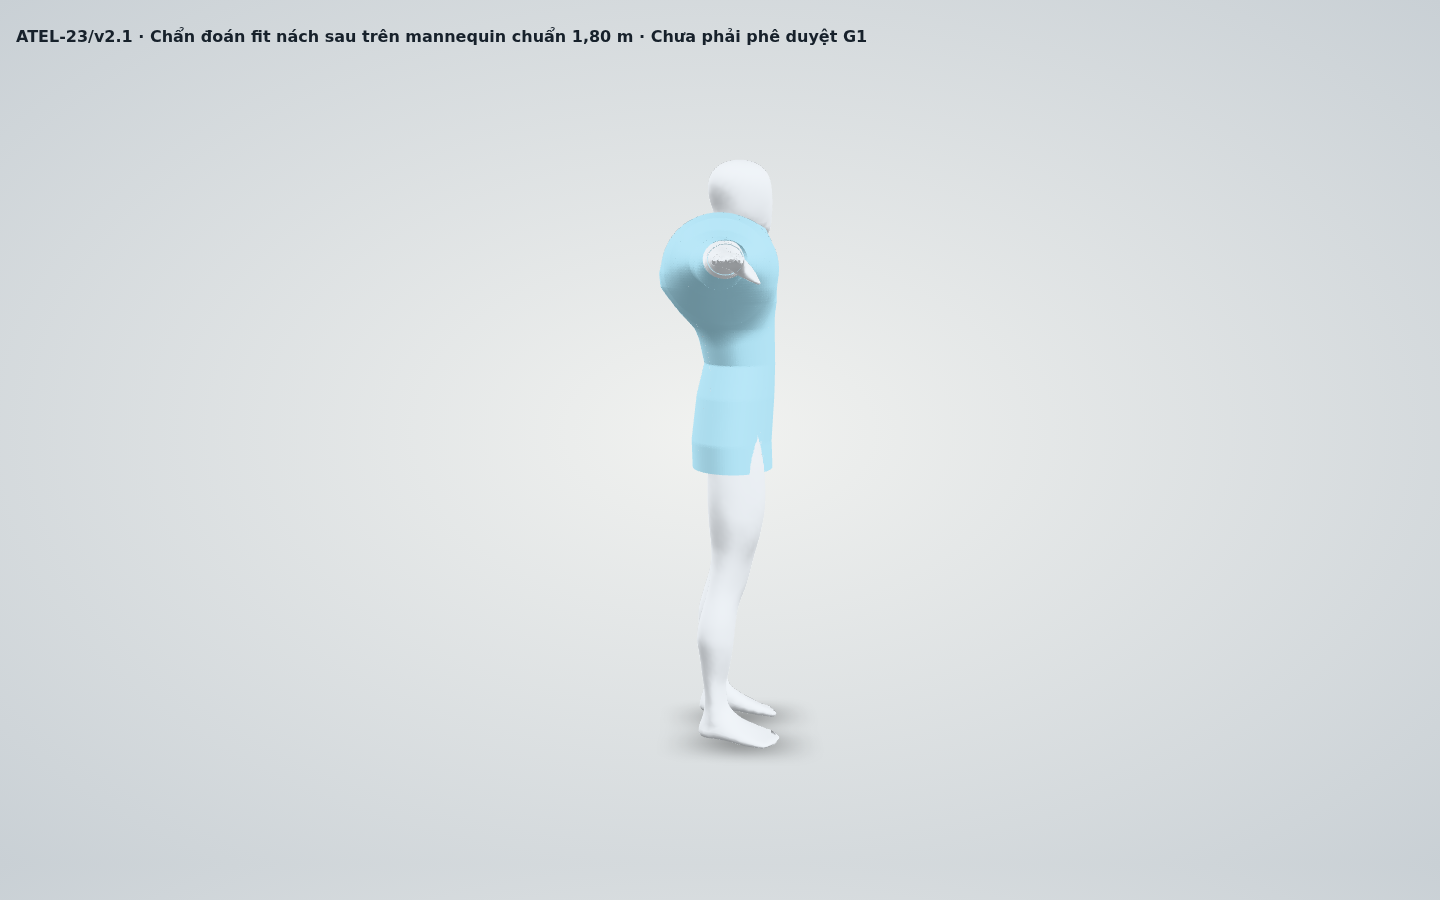 ATEL-23/v2.1 · Chẩn đoán fit nách sau trên mannequin chuẩn 1,80 m · Chưa phải phê duyệt G1